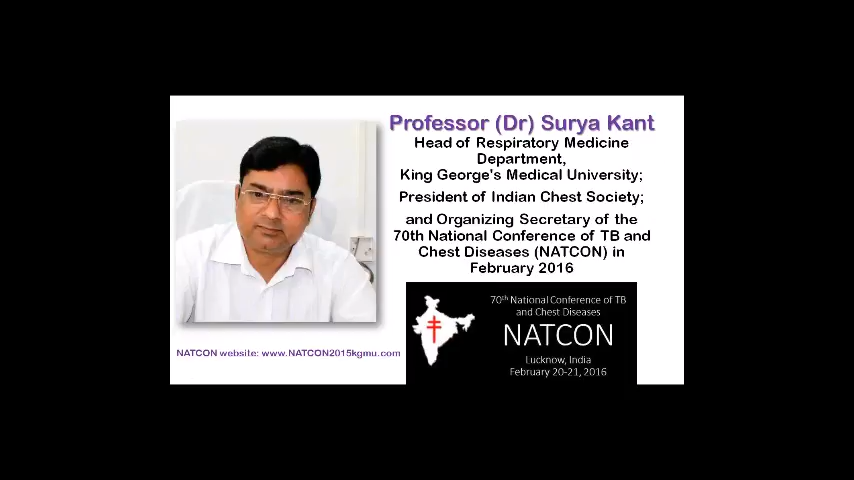 Professor (Dr) Surya Kant
Head of Respiratory Medicine
Department,
King George's Medical University;
President of Indian Chest Society;
and Organizing Secretary of the
70th National Conference of TB and
Chest Diseases (NATCON) in
February 2016
70th National Conference of TB
and Chest Diseases
NATCON
Lucknow, India
February 20-21, 2016
NATCON website: www.NATCON2015kgmu.com